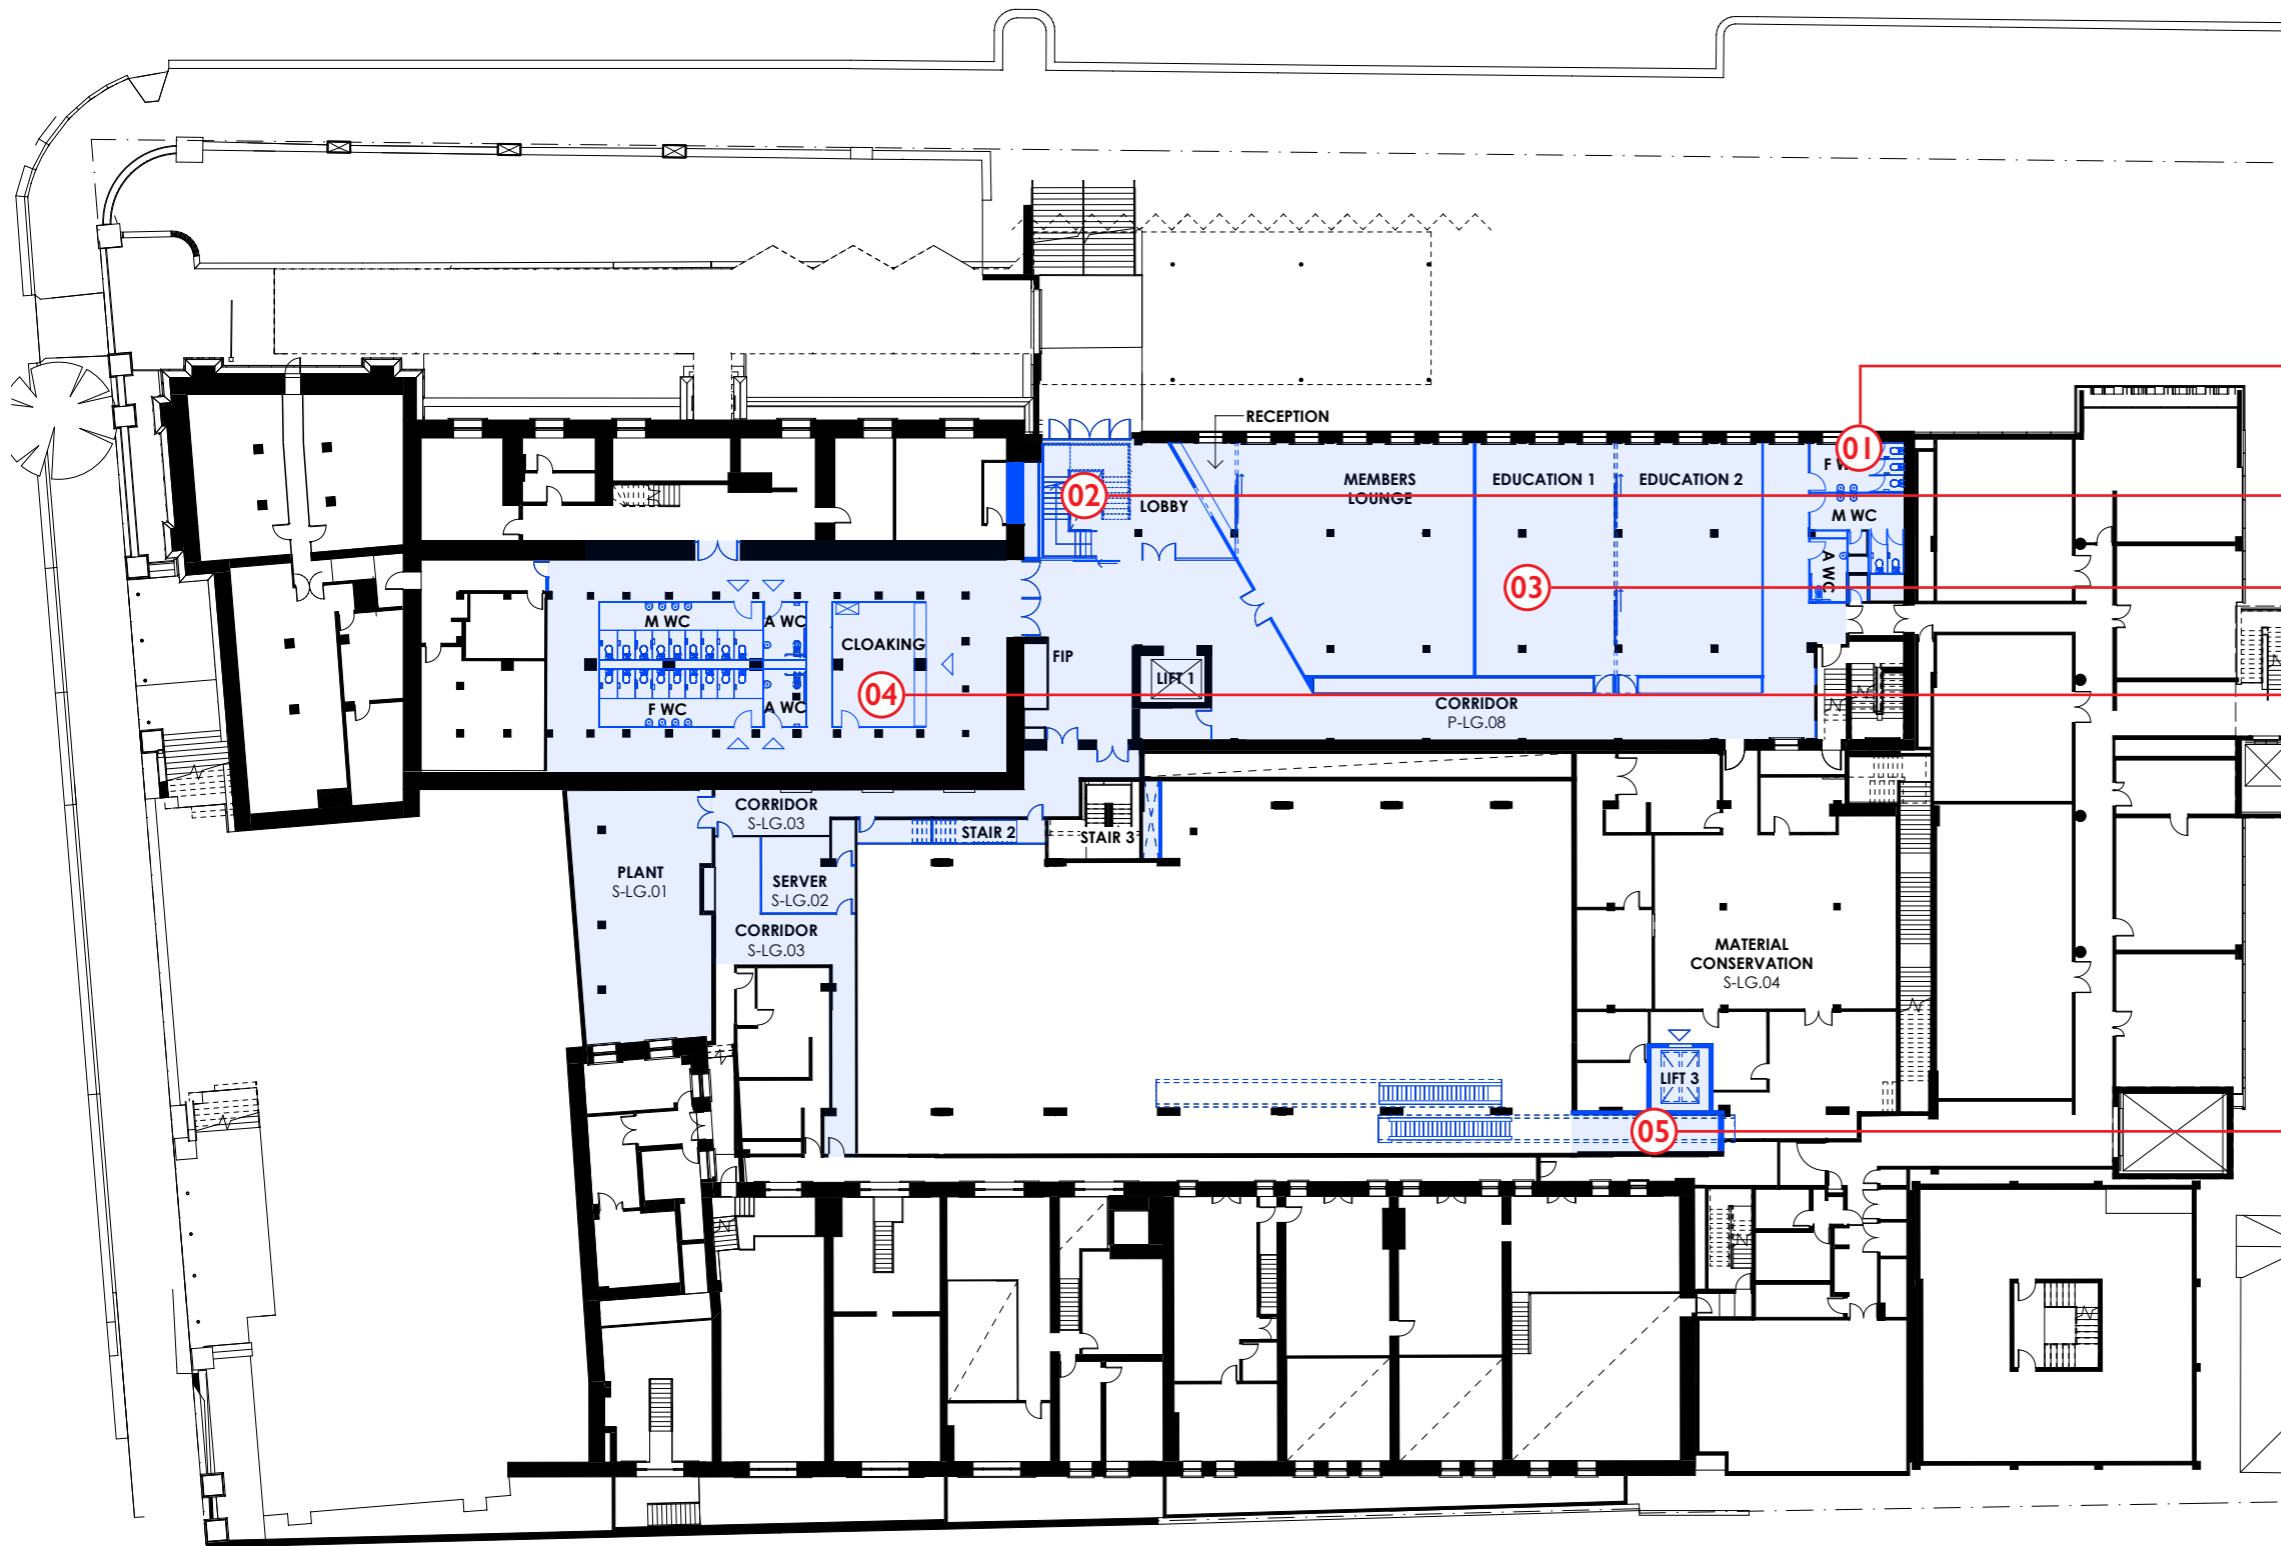 RECEPTION
01
F W
02
MEMBERS
LOUNGE
EDUCATION 1
EDUCATION 2
LOBBY
M WC
A WC
03
M WC
A WC
CLOAKING
FIP
LIFT 1
04
F WC
A WC
CORRIDOR
P-LG.08
CORRIDOR
S-LG.03
STAIR 2
STAIR 3
PLANT
S-LG.01
SERVER
S-LG.02
CORRIDOR
S-LG.03
MATERIAL
CONSERVATION
S-LG.04
LIFT 3
05